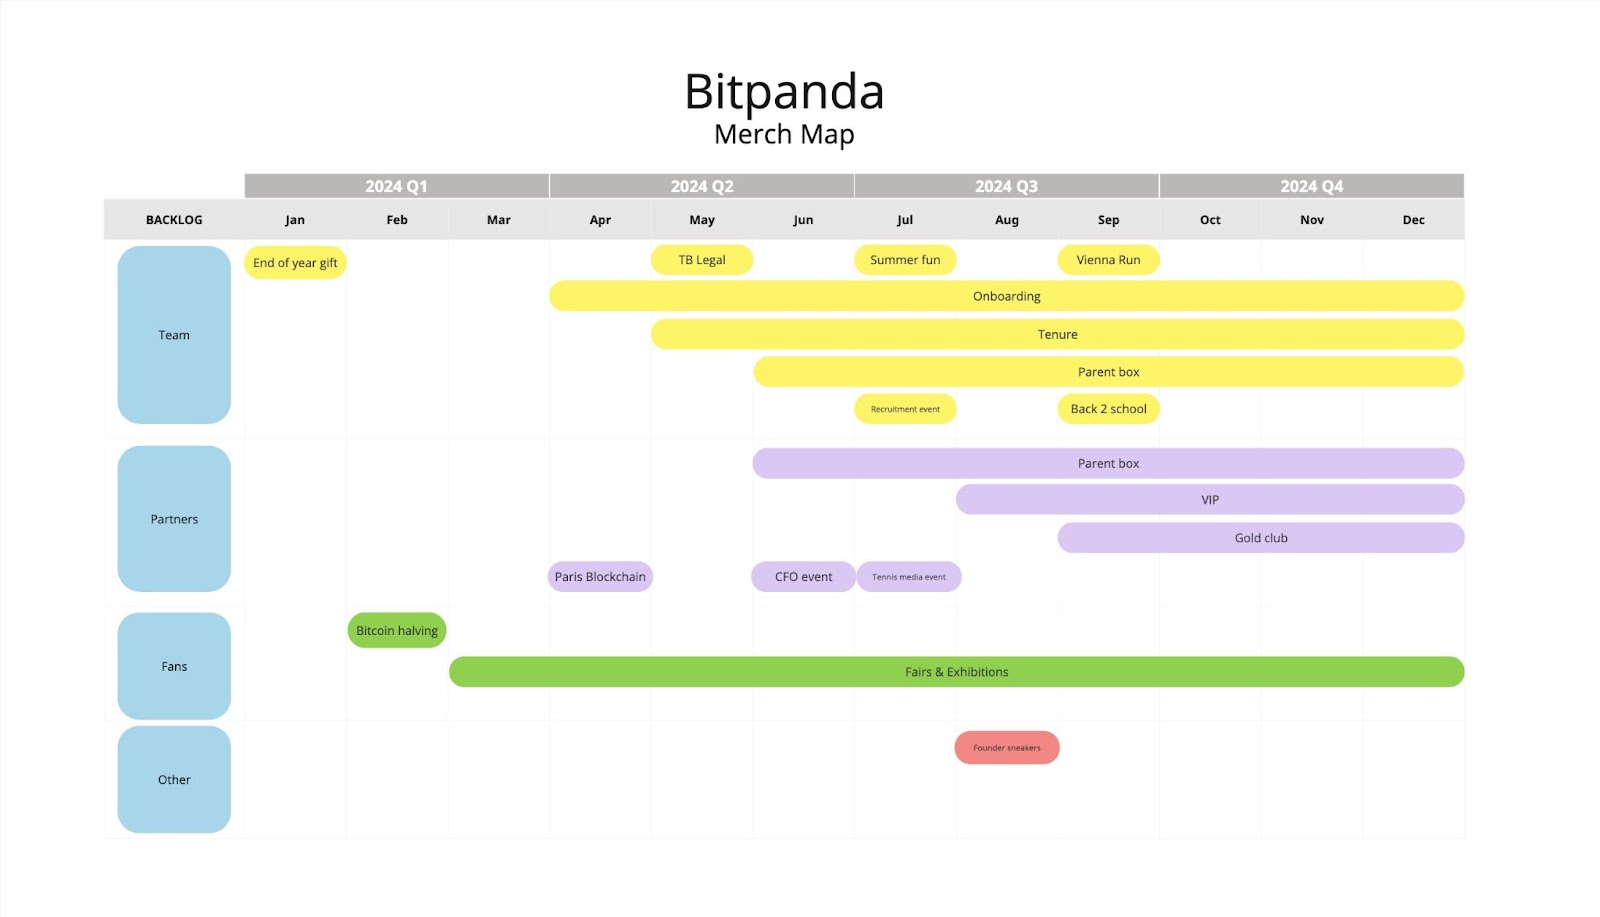 Bitpanda
Merch Map
2024 Q1 2024 Q2 2024 Q3 2024 Q4
BACKLOG Jan Feb Mar Apr May Jun Jul Aug Sep Oct Nov Dec
Team
End of year gift TB Legal Summer fun Vienna Run
Onboarding
Tenure
Parent box
Recruitment event Back 2 school
Partners
Parent box
VIP
Gold club
Paris Blockchain CFO event Tennis media event
Fans
Bitcoin halving
Fairs & Exhibitions
Other
Founder sneakers